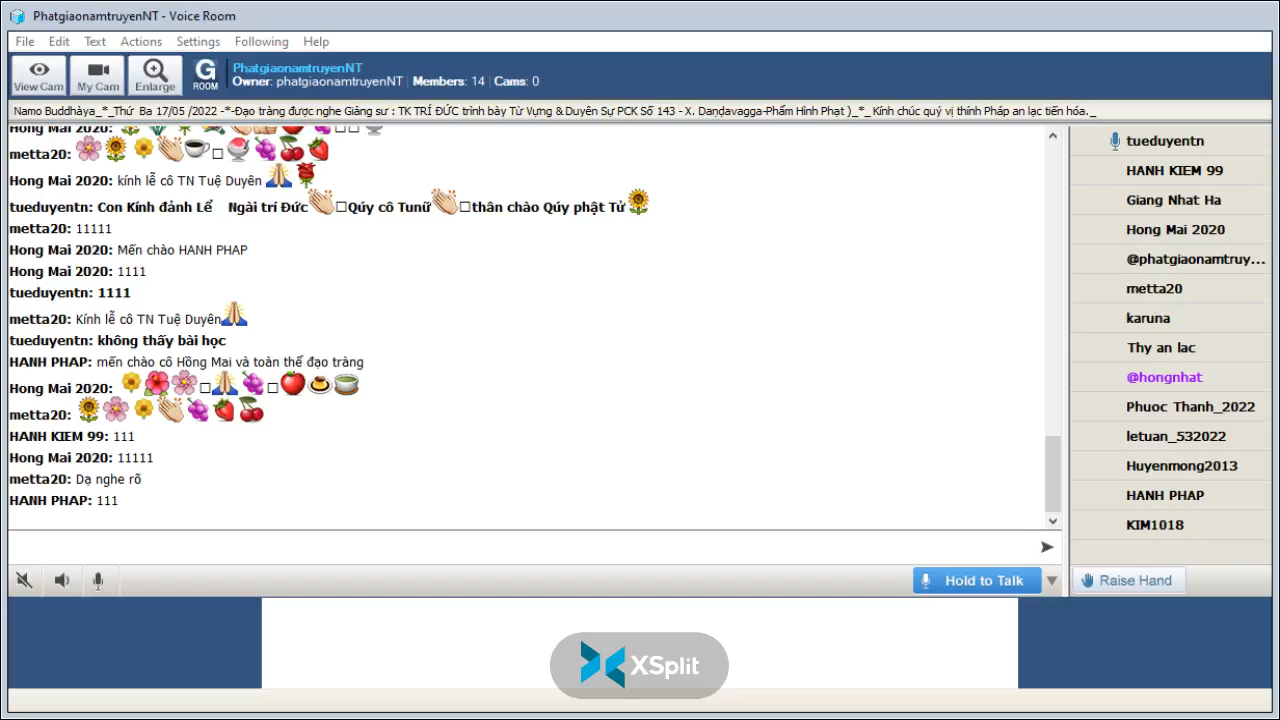 PhatgiaonamtruyenNT - Voice Room
File Edit Text Actions Settings Following Help
View Cam My Cam Enlarge G ROOM
PhatgiaonamtruyenNT
Owner: phatgiaonamtruyenNT | Members: 14 | Cams: 0
Namo Buddhàya_*_Thứ Ba 17/05 /2022 -*-Đạo tràng được nghe Giảng sư : TK TRÍ ĐỨC trình bày Từ Vựng & Duyên Sự PCK Số 143 - X. Daṇḍavagga-Phẩm Hình Phạt )_*_ Kính chúc quý vị thính Pháp an lạc tiến hóa._
Hong Mai 2020:
metta20:
Hong Mai 2020: kính lễ cô TN Tuệ Duyên
tueduyentn: Con Kính đảnh Lễ Ngài trí Đức Qúy cô Tunữ thân chào Qúy phật Tử
metta20: 11111
Hong Mai 2020: Mến chào HANH PHAP
Hong Mai 2020: 1111
tueduyentn: 1111
metta20: Kính lễ cô TN Tuệ Duyên
tueduyentn: không thấy bài học
HANH PHAP: mến chào cô Hồng Mai và toàn thể đạo tràng
Hong Mai 2020:
metta20:
HANH KIEM 99: 111
Hong Mai 2020: 11111
metta20: Dạ nghe rõ
HANH PHAP: 111
tueduyentn
HANH KIEM 99
Giang Nhat Ha
Hong Mai 2020
@phatgiaonamtruy...
metta20
karuna
Thy an lac
@hongnhat
Phuoc Thanh_2022
letuan_532022
Huyenmong2013
HANH PHAP
KIM1018
Hold to Talk
Raise Hand
XSplit